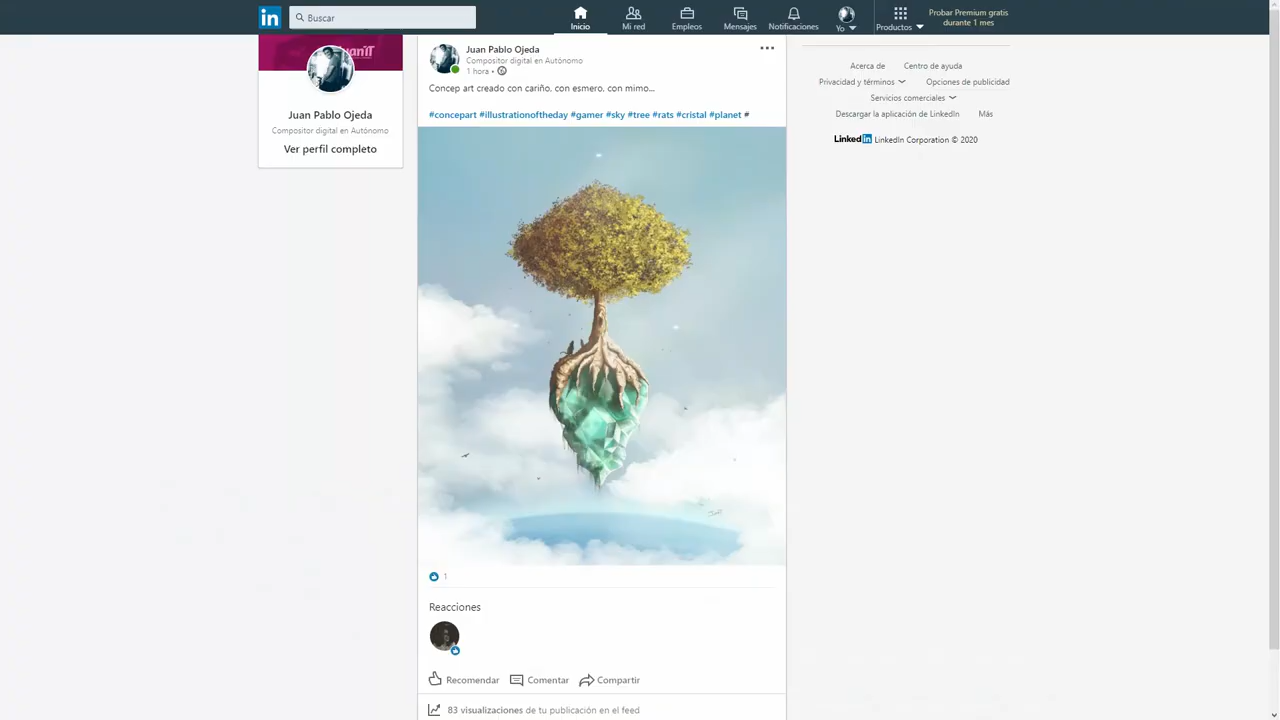 in
Buscar
Inicio
Mi red
Empleos
Mensajes
Notificaciones
Yo
Productos
Probar Premium gratis
durante 1 mes
Juan Pablo Ojeda
Compositor digital en Autónomo
Ver perfil completo
Juan Pablo Ojeda
Compositor digital en Autónomo
1 hora •
Concep art creado con cariño, con esmero, con mimo...
#concepart #illustrationoftheday #gamer #sky #tree #rats #cristal #planet #
1
Reacciones
Recomendar
Comentar
Compartir
83 visualizaciones de tu publicación en el feed
Acerca de
Centro de ayuda
Privacidad y términos
Opciones de publicidad
Servicios comerciales
Descargar la aplicación de LinkedIn
Más
Linkedin LinkedIn Corporation © 2020